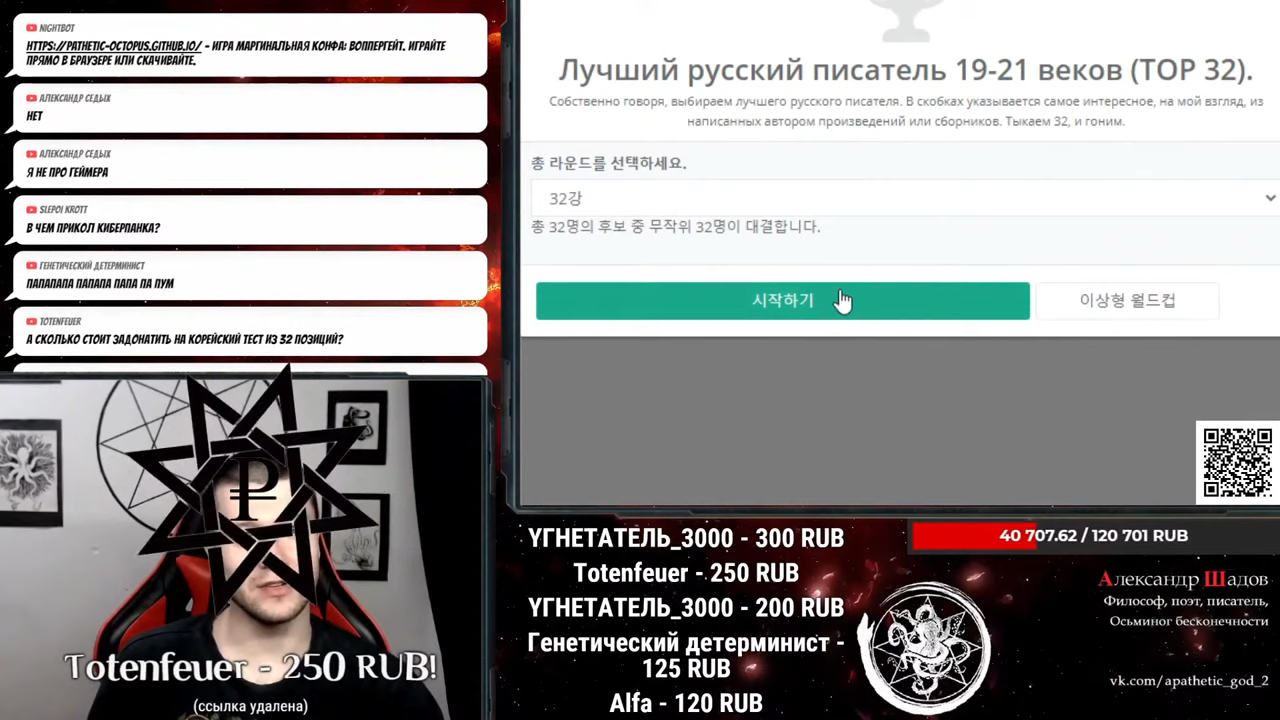 NIGHTBOT
HTTPS://PATHETIC-OCTOPUS.GITHUB.IO/ - ИГРА МАРГИНАЛЬНАЯ КОНФА: ВОППЕРГЕЙТ. ИГРАЙТЕ
ПРЯМО В БРАУЗЕРЕ ИЛИ СКАЧИВАЙТЕ.
АЛЕКСАНДР СЕДЫХ
НЕТ
АЛЕКСАНДР СЕДЫХ
Я НЕ ПРО ГЕЙМЕРА
SLEPOI KROTT
В ЧЕМ ПРИКОЛ КИБЕРПАНКА?
ГЕНЕТИЧЕСКИЙ ДЕТЕРМИНИСТ
ПАПАПАПА ПАПАПА ПАПА ПА ПУМ
TOTENFEUER
А СКОЛЬКО СТОИТ ЗАДОНАТИТЬ НА КОРЕЙСКИЙ ТЕСТ ИЗ 32 ПОЗИЦИЙ?
Лучший русский писатель 19-21 веков (TOP 32).
Собственно говоря, выбираем лучшего русского писателя. В скобках указывается самое интересное, на мой взгляд, из
написанных автором произведений или сборников. Тыкаем 32, и гоним.
총 라운드를 선택하세요.
32강
총 32명의 후보 중 무작위 32명이 대결합니다.
시작하기
이상형 월드컵
₽
Totenfeuer - 250 RUB!
(ссылка удалена)
YГНЕТАТЕЛЬ_3000 - 300 RUB
Totenfeuer - 250 RUB
YГНЕТАТЕЛЬ_3000 - 200 RUB
Генетический детерминист -
125 RUB
Alfa - 120 RUB
40 707.62 / 120 701 RUB
Александр Шадов
Философ, поэт, писатель,
Осьминог бесконечности
vk.com/apathetic_god_2